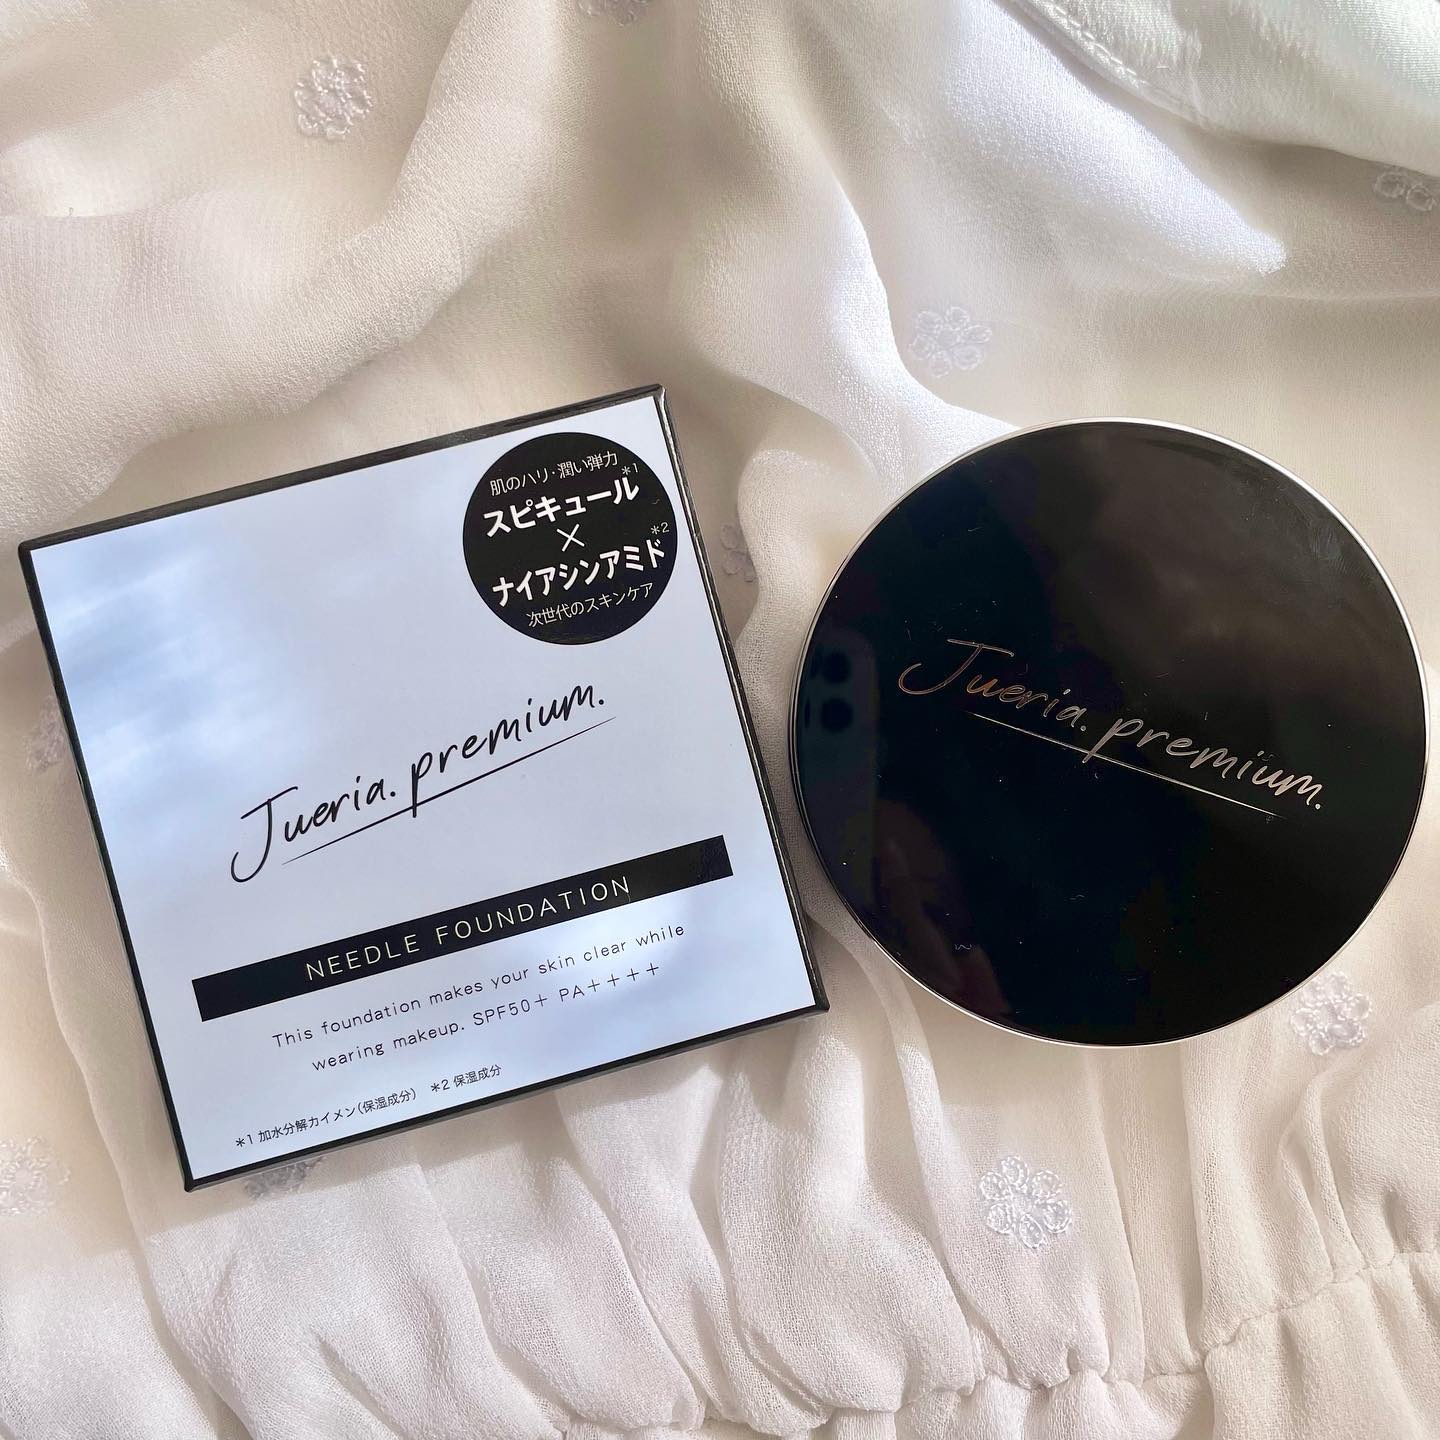 肌のハリ・潤い弾力
スピキュール*1
×
ナイアシンアミド*2
次世代のスキンケア
Jueria. premium.
NEEDLE FOUNDATION
This foundation makes your skin clear while
wearing makeup. SPF50+ PA++++
*1 加水分解カイメン(保湿成分) *2 保湿成分
Jueria. premium.